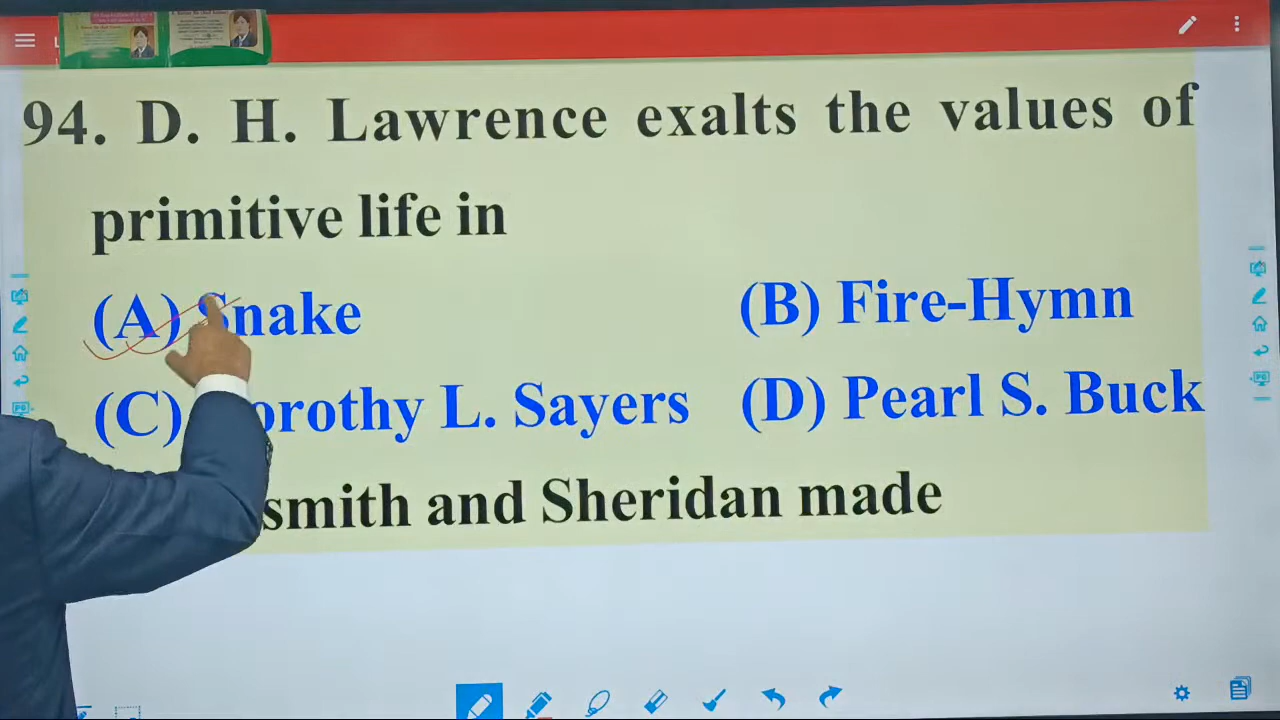 94. D. H. Lawrence exalts the values of
primitive life in
(A) Snake (B) Fire-Hymn
(C) Dorothy L. Sayers (D) Pearl S. Buck
smith and Sheridan made